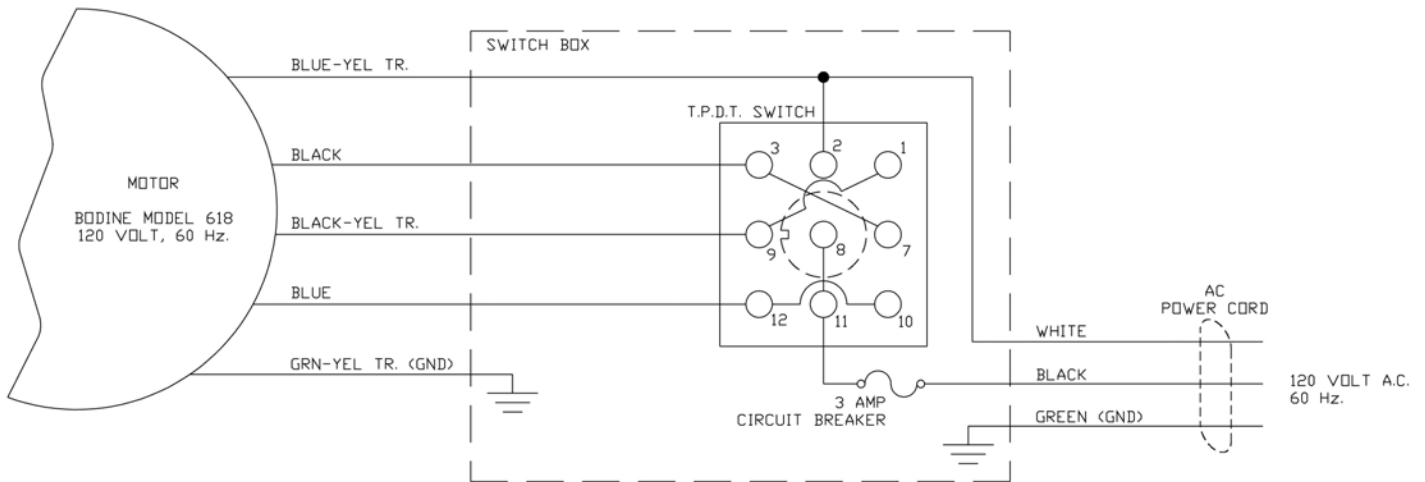 SWITCH BOX
BLUE-YEL TR.
T.P.D.T. SWITCH
3
2
1
BLACK
MOTOR
BODINE MODEL 618
120 VOLT, 60 Hz.
BLACK-YEL TR.
9
8
7
BLUE
12
11
10
AC
POWER CORD
WHITE
GRN-YEL TR. (GND)
BLACK
120 VOLT A.C.
60 Hz.
3 AMP
CIRCUIT BREAKER
GREEN (GND)